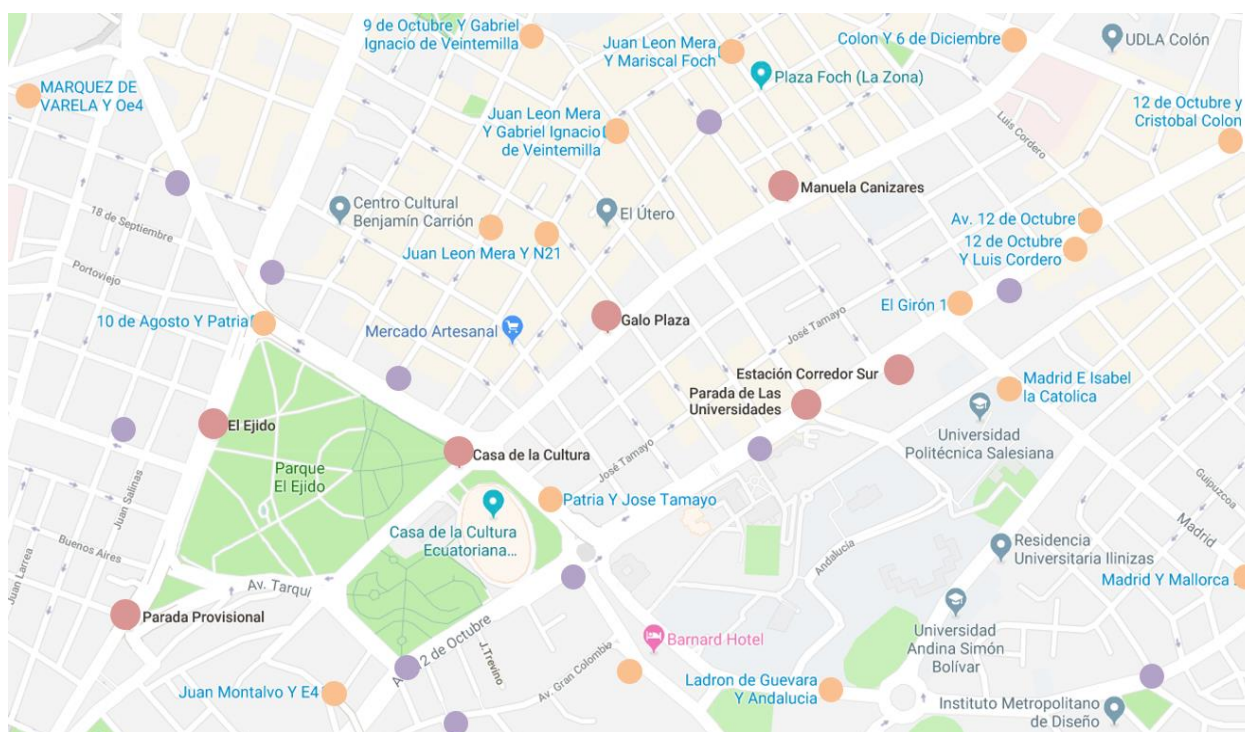 9 de Octubre Y Gabriel
Ignacio de Veintemilla
Juan Leon Mera
Y Mariscal Foch
Colon Y 6 de Diciembre
UDLA Colón
Plaza Foch (La Zona)
MARQUEZ DE
VARELA Y Oe4
Juan Leon Mera
Y Gabriel Ignacio
de Veintemilla
12 de Octubre y
Cristobal Colon
Luis Cordero
Manuela Canizares
Centro Cultural
Benjamín Carrión
El Útero
18 de Septiembre
Av. 12 de Octubre
12 de Octubre
Y Luis Cordero
Juan Leon Mera Y N21
Portoviejo
El Girón 1
10 de Agosto Y Patria
Mercado Artesanal
Galo Plaza
José Tamayo
Estación Corredor Sur
Parada de Las
Universidades
Madrid E Isabel
la Catolica
El Ejido
Universidad
Politécnica Salesiana
Casa de la Cultura
José Tamayo
Parque
El Ejido
Juan Salinas
Guipuzcoa
Patria Y Jose Tamayo
Casa de la Cultura
Ecuatoriana...
Buenos Aires
Andalucia
Residencia
Universitaria Ilinizas
Madrid
Juan Larrea
Av. Tarqui
Madrid Y Mallorca
Parada Provisional
Barnard Hotel
Universidad
Andina Simón
Bolívar
12 de Octubre
J.Trevino
Av. Gran Colombia
Juan Montalvo Y E4
Ladron de Guevara
Y Andalucia
Instituto Metropolitano
de Diseño